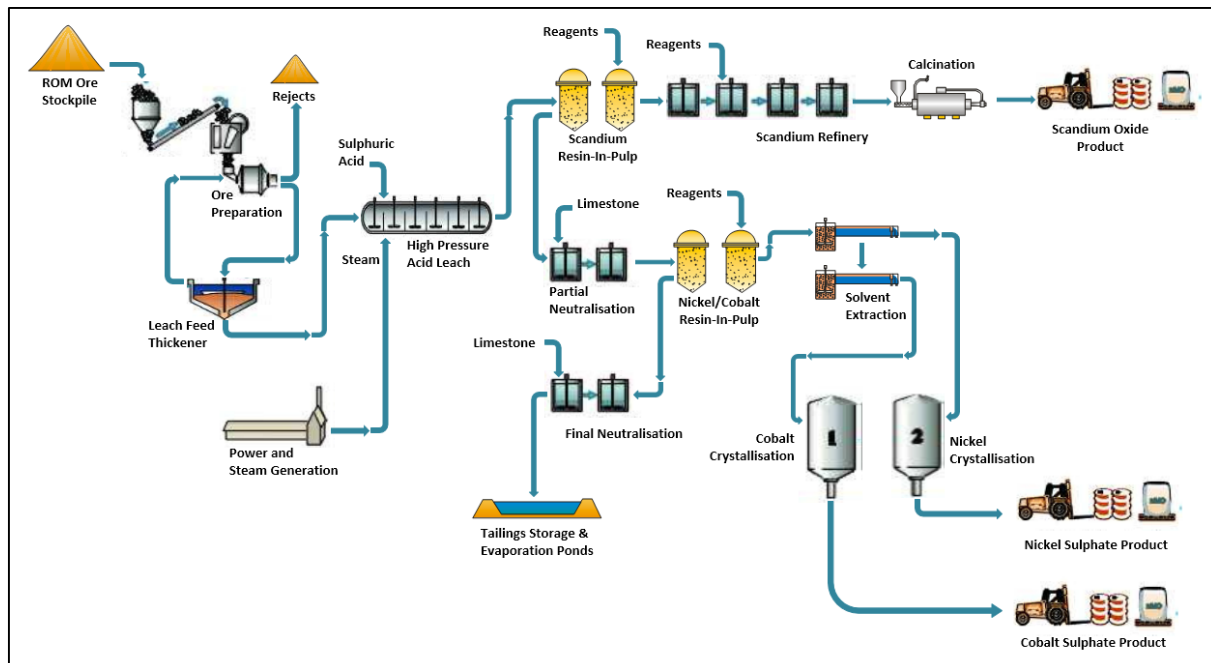 ROM Ore
Stockpile
Rejects
Ore
Preparation
Leach Feed
Thickener
Power and
Steam Generation
Steam
Sulphuric
Acid
High Pressure
Acid Leach
Reagents
Scandium
Resin-In-Pulp
Reagents
Scandium Refinery
Calcination
Scandium Oxide
Product
Limestone
Partial
Neutralisation
Reagents
Nickel/Cobalt
Resin-In-Pulp
Solvent
Extraction
Limestone
Final Neutralisation
Tailings Storage &
Evaporation Ponds
Cobalt
Crystallisation
1
2
Nickel
Crystallisation
Nickel Sulphate Product
Cobalt Sulphate Product